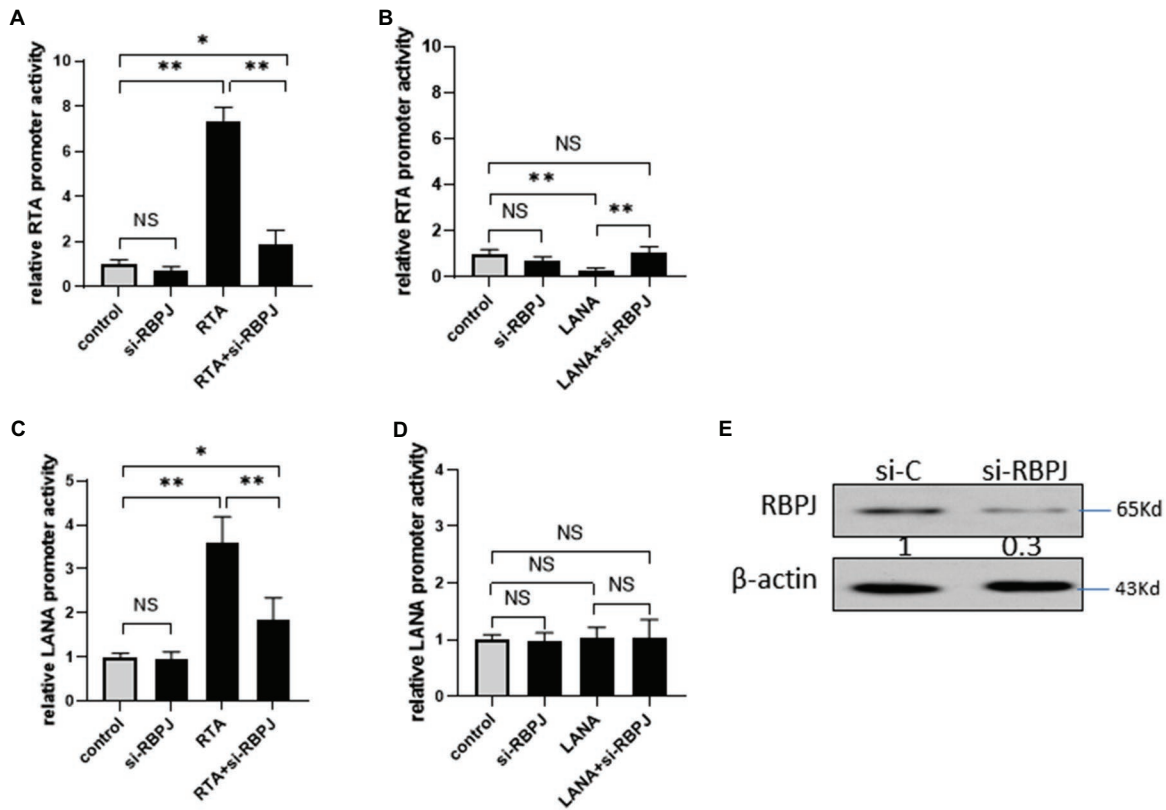 A
relative RTA promoter activity
10
8
6
4
2
0
*
** **
NS
control
si-RBPJ
RTA
RTA+si-RBPJ
B
relative RTA promoter activity
10
8
6
4
2
0
NS
**
NS
**
control
si-RBPJ
LANA
LANA+si-RBPJ
C
relative LANA promoter activity
5
4
3
2
1
0
*
** **
NS
control
si-RBPJ
RTA
RTA+si-RBPJ
D
relative LANA promoter activity
4
3
2
1
0
NS
NS
NS NS
control
si-RBPJ
LANA
LANA+si-RBPJ
E
si-C si-RBPJ
RBPJ 65Kd
1 0.3
β-actin 43Kd